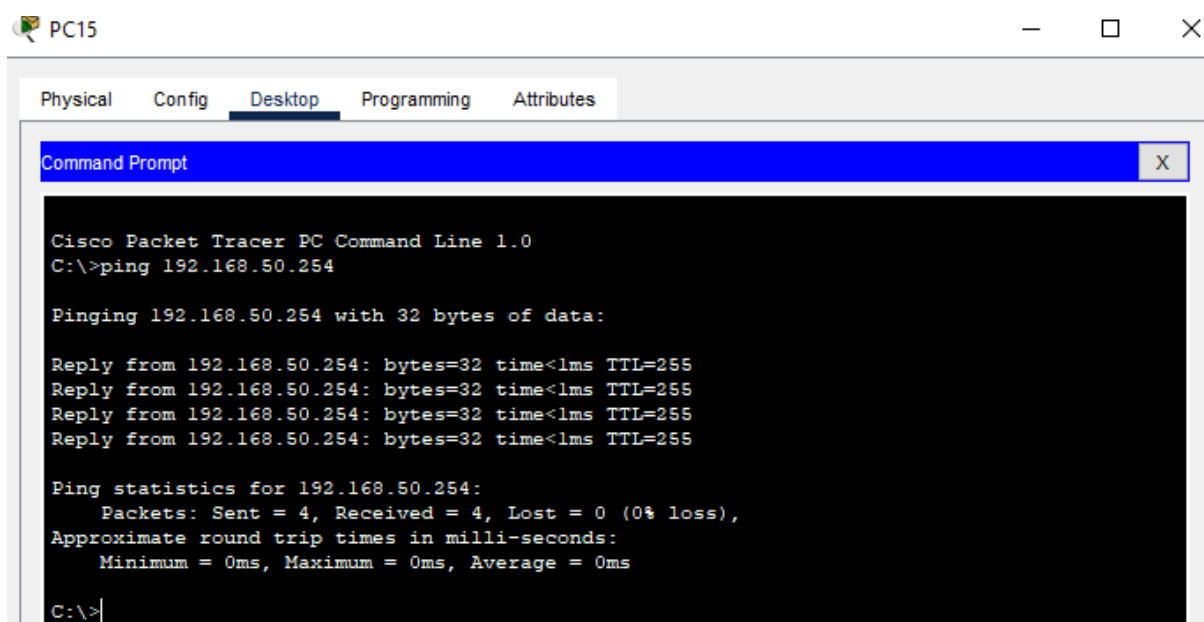 PC15
Physical Config Desktop Programming Attributes
Command Prompt X
Cisco Packet Tracer PC Command Line 1.0
C:\>ping 192.168.50.254
Pinging 192.168.50.254 with 32 bytes of data:
Reply from 192.168.50.254: bytes=32 time<1ms TTL=255
Reply from 192.168.50.254: bytes=32 time<1ms TTL=255
Reply from 192.168.50.254: bytes=32 time<1ms TTL=255
Reply from 192.168.50.254: bytes=32 time<1ms TTL=255
Ping statistics for 192.168.50.254:
Packets: Sent = 4, Received = 4, Lost = 0 (0% loss),
Approximate round trip times in milli-seconds:
Minimum = 0ms, Maximum = 0ms, Average = 0ms
C:\>